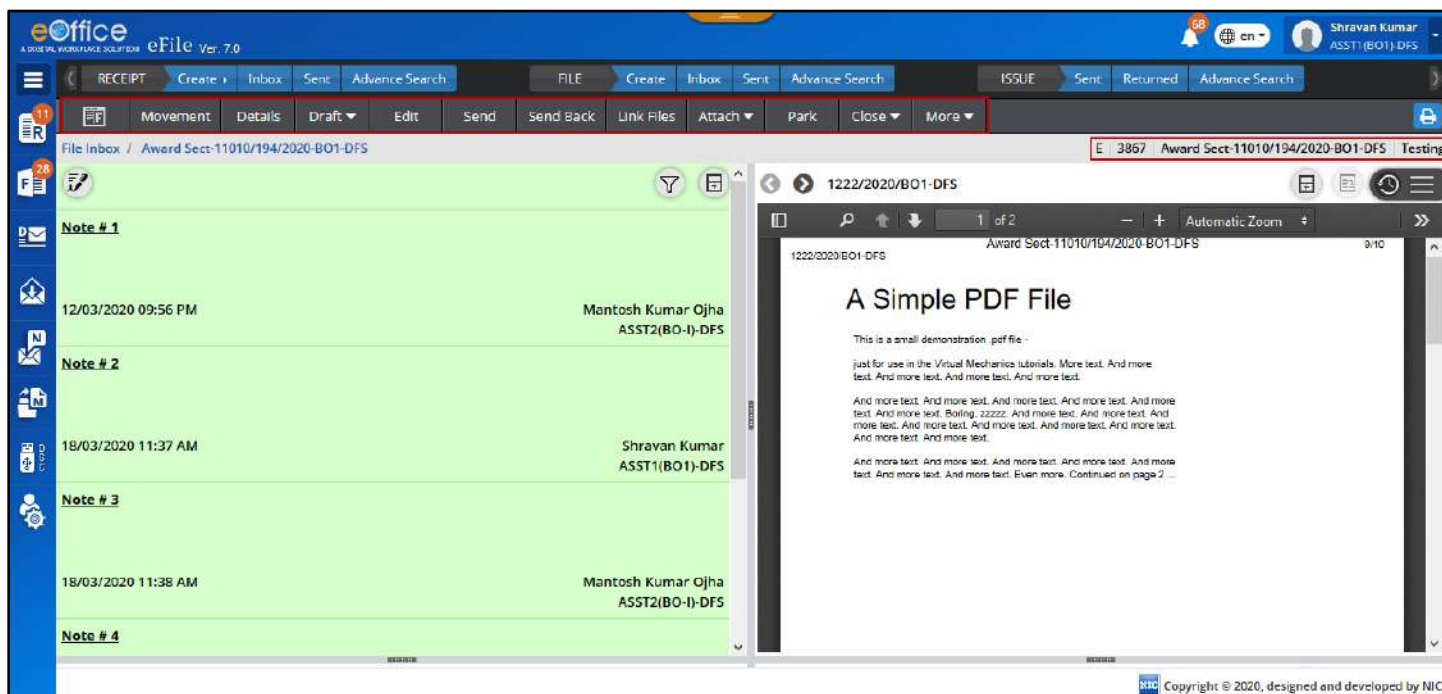 eOffice
A DIGITAL WORKPLACE SOLUTION eFile Ver. 7.0
68
en
Shravan Kumar
ASST1(BO1)-DFS
RECEIPT Create Inbox Sent Advance Search FILE Create Inbox Sent Advance Search ISSUE Sent Returned Advance Search
Movement Details Draft Edit Send Send Back Link Files Attach Park Close More
11
R
File Inbox / Award Sect-11010/194/2020-BO1-DFS
E 3867 Award Sect-11010/194/2020-BO1-DFS Testing
28
F
D
N
N
DSC
Note # 1
12/03/2020 09:56 PM Mantosh Kumar Ojha
ASST2(BO-I)-DFS
Note # 2
18/03/2020 11:37 AM Shravan Kumar
ASST1(BO1)-DFS
Note # 3
18/03/2020 11:38 AM Mantosh Kumar Ojha
ASST2(BO-I)-DFS
Note # 4
1222/2020/BO1-DFS
1 of 2 Automatic Zoom
Award Sect-11010/194/2020-BO1-DFS 9/10
1222/2020/BO1-DFS
A Simple PDF File
This is a small demonstration .pdf file -
just for use in the Virtual Mechanics tutorials. More text. And more
text. And more text. And more text. And more text.
And more text. And more text. And more text. And more text. And more
text. And more text. Boring, zzzzz. And more text. And more text. And
more text. And more text. And more text. And more text. And more text.
And more text. And more text.
And more text. And more text. And more text. And more text. And more
text. And more text. And more text. Even more. Continued on page 2 ...
NIC Copyright © 2020, designed and developed by NIC